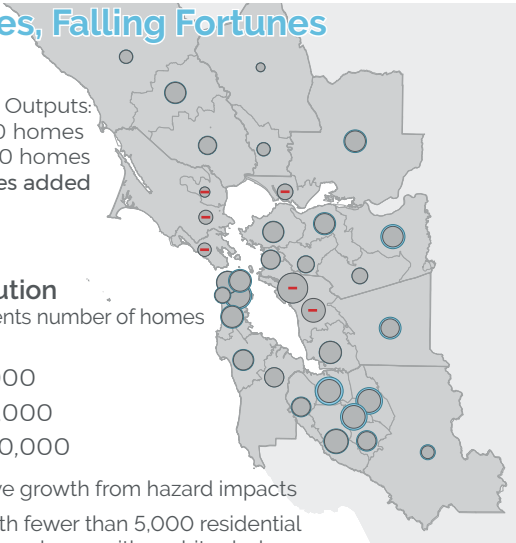 es, Falling Fortunes
Outputs:
0 homes
0 homes
es added
ution
ents number of homes
000
,000
0,000
ve growth from hazard impacts
th fewer than 5,000 residential